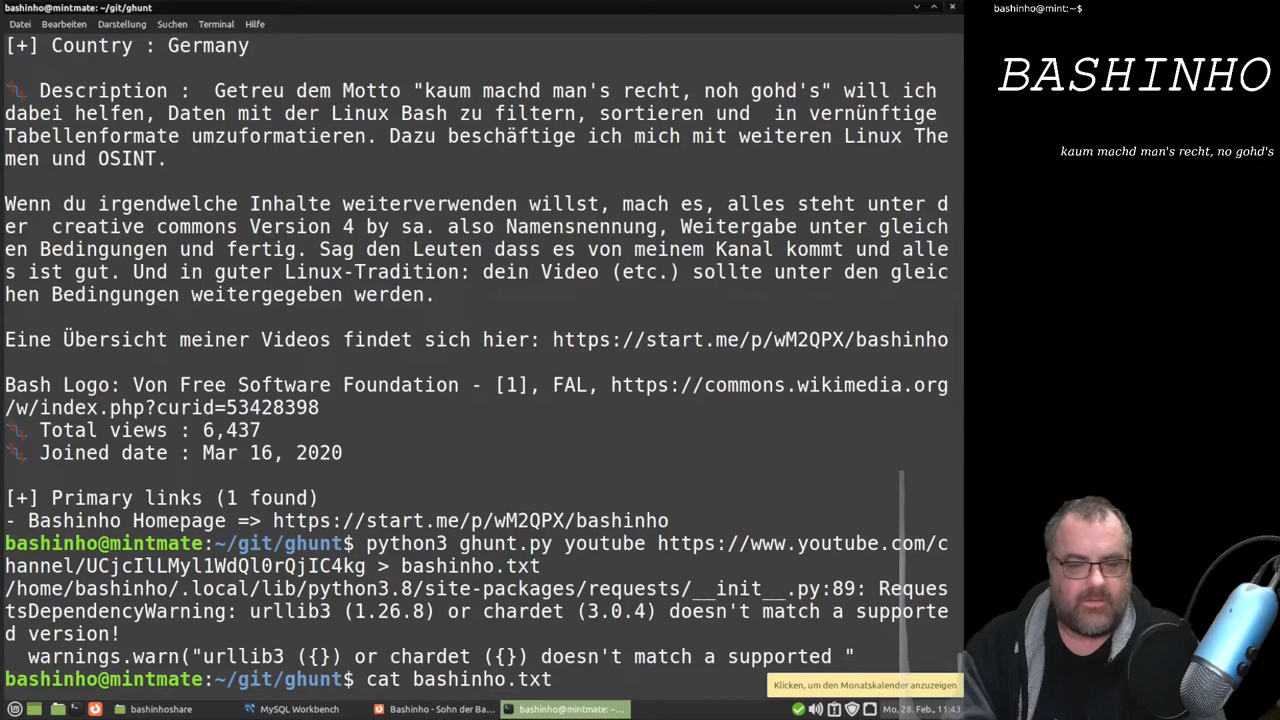 bashinho@mintmate: ~/git/ghunt
Datei Bearbeiten Darstellung Suchen Terminal Hilfe
[+] Country : Germany
Description :  Getreu dem Motto "kaum machd man's recht, noh gohd's" will ich
dabei helfen, Daten mit der Linux Bash zu filtern, sortieren und  in vernünftige
Tabellenformate umzuformatieren. Dazu beschäftige ich mich mit weiteren Linux The
men und OSINT.
Wenn du irgendwelche Inhalte weiterverwenden willst, mach es, alles steht unter d
er  creative commons Version 4 by sa. also Namensnennung, Weitergabe unter gleich
en Bedingungen und fertig. Sag den Leuten dass es von meinem Kanal kommt und alle
s ist gut. Und in guter Linux-Tradition: dein Video (etc.) sollte unter den gleic
hen Bedingungen weitergegeben werden.
Eine Übersicht meiner Videos findet sich hier: https://start.me/p/wM2QPX/bashinho
Bash Logo: Von Free Software Foundation - [1], FAL, https://commons.wikimedia.org
/w/index.php?curid=53428398
Total views : 6,437
Joined date : Mar 16, 2020
[+] Primary links (1 found)
- Bashinho Homepage => https://start.me/p/wM2QPX/bashinho
bashinho@mintmate:~/git/ghunt$ python3 ghunt.py youtube https://www.youtube.com/c
hannel/UCjcIlLMyl1WdQl0rQjIC4kg > bashinho.txt
/home/bashinho/.local/lib/python3.8/site-packages/requests/__init__.py:89: Reques
tsDependencyWarning: urllib3 (1.26.8) or chardet (3.0.4) doesn't match a supporte
d version!
  warnings.warn("urllib3 ({}) or chardet ({}) doesn't match a supported "
bashinho@mintmate:~/git/ghunt$ cat bashinho.txt
Klicken, um den Monatskalender anzuzeigen
bashinhoshare
MySQL Workbench
Bashinho - Sohn der Ba...
bashinho@mintmate: ~...
Mo, 28. Feb., 11:43
bashinho@mint:~$
BASHINHO
kaum machd man's recht, no gohd's